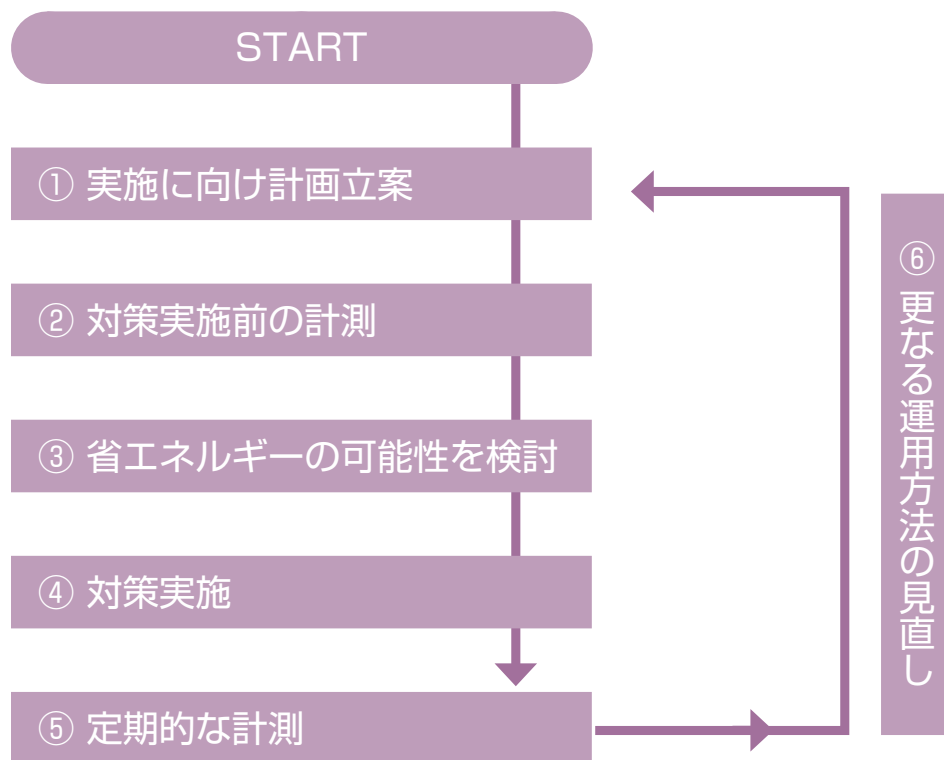 START
① 実施に向け計画立案
② 対策実施前の計測
③ 省エネルギーの可能性を検討
④ 対策実施
⑤ 定期的な計測
⑥ 更なる運用方法の見直し